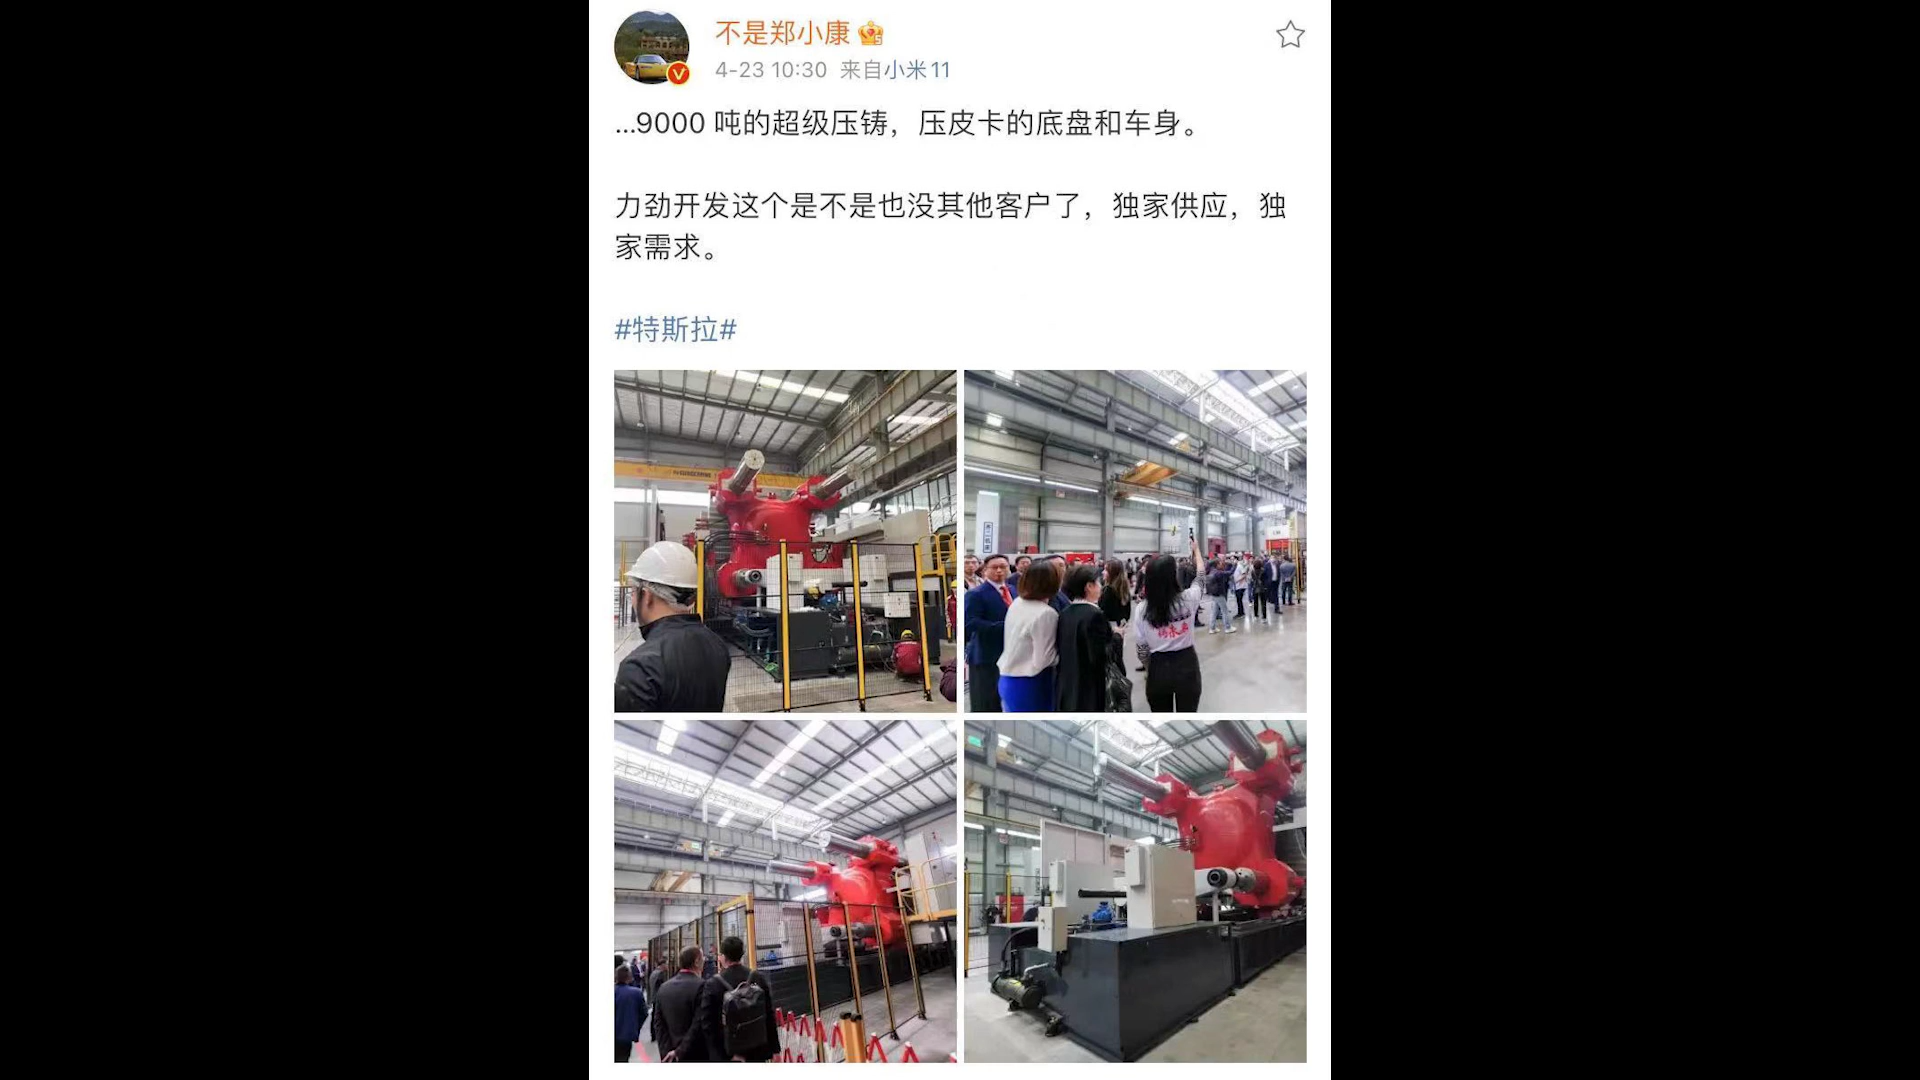 不是郑小康
4-23 10:30 来自小米11
...9000 吨的超级压铸，压皮卡的底盘和车身。
力劲开发这个是不是也没其他客户了，独家供应，独
家需求。
#特斯拉#